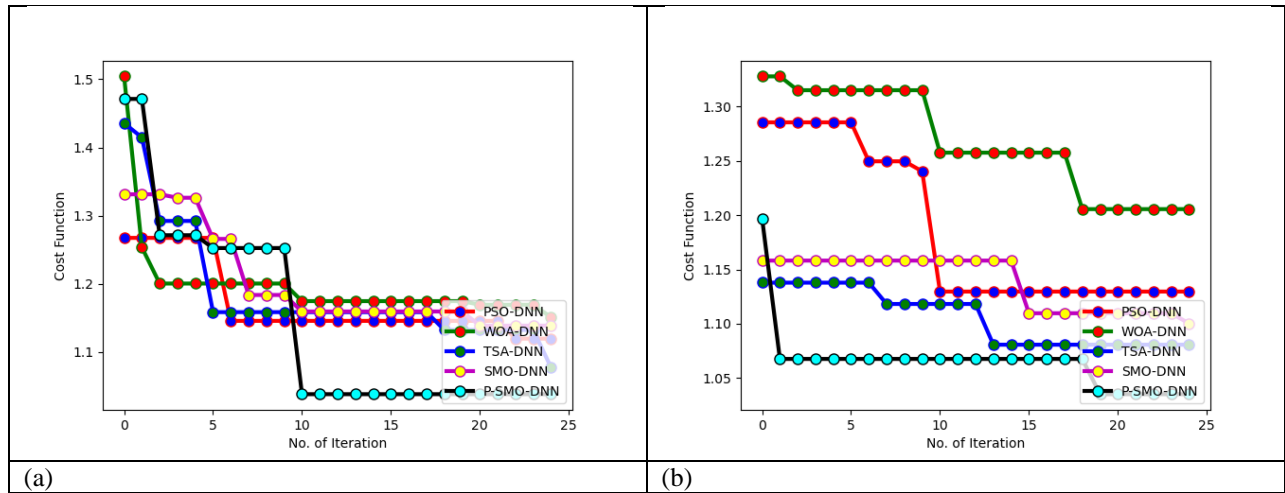 1.5
1.4
1.3
1.2
1.1
Cost Function
0 5 10 15 20 25
No. of Iteration
PSO-DNN
WOA-DNN
TSA-DNN
SMO-DNN
P-SMO-DNN
(a)
1.30
1.25
1.20
1.15
1.10
1.05
Cost Function
0 5 10 15 20 25
No. of Iteration
PSO-DNN
WOA-DNN
TSA-DNN
SMO-DNN
P-SMO-DNN
(b)